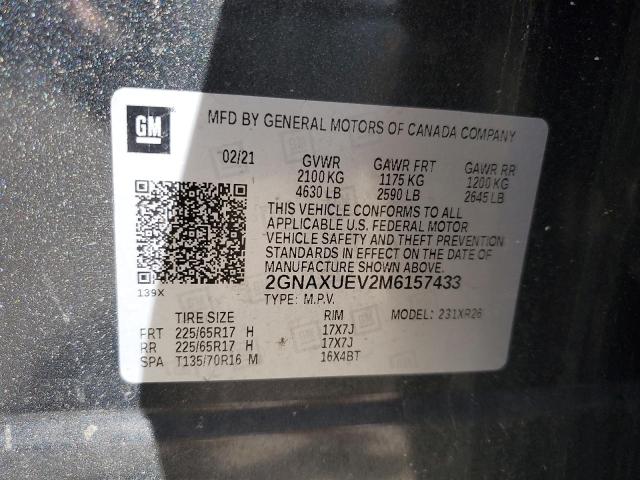 GM
MFD BY GENERAL MOTORS OF CANADA COMPANY
02/21 GVWR GAWR FRT GAWR RR
2100 KG 1175 KG 1200 KG
4630 LB 2590 LB 2645 LB
THIS VEHICLE CONFORMS TO ALL
APPLICABLE U.S. FEDERAL MOTOR
VEHICLE SAFETY AND THEFT PREVENTION
STANDARDS IN EFFECT ON THE DATE OF
MANUFACTURE SHOWN ABOVE.
139X 2GNAXUEV2M6157433
TYPE: M.P.V. MODEL: 231XR26
TIRE SIZE RIM
FRT 225/65R17 H 17X7J
RR 225/65R17 H 17X7J
SPA T135/70R16 M 16X4BT